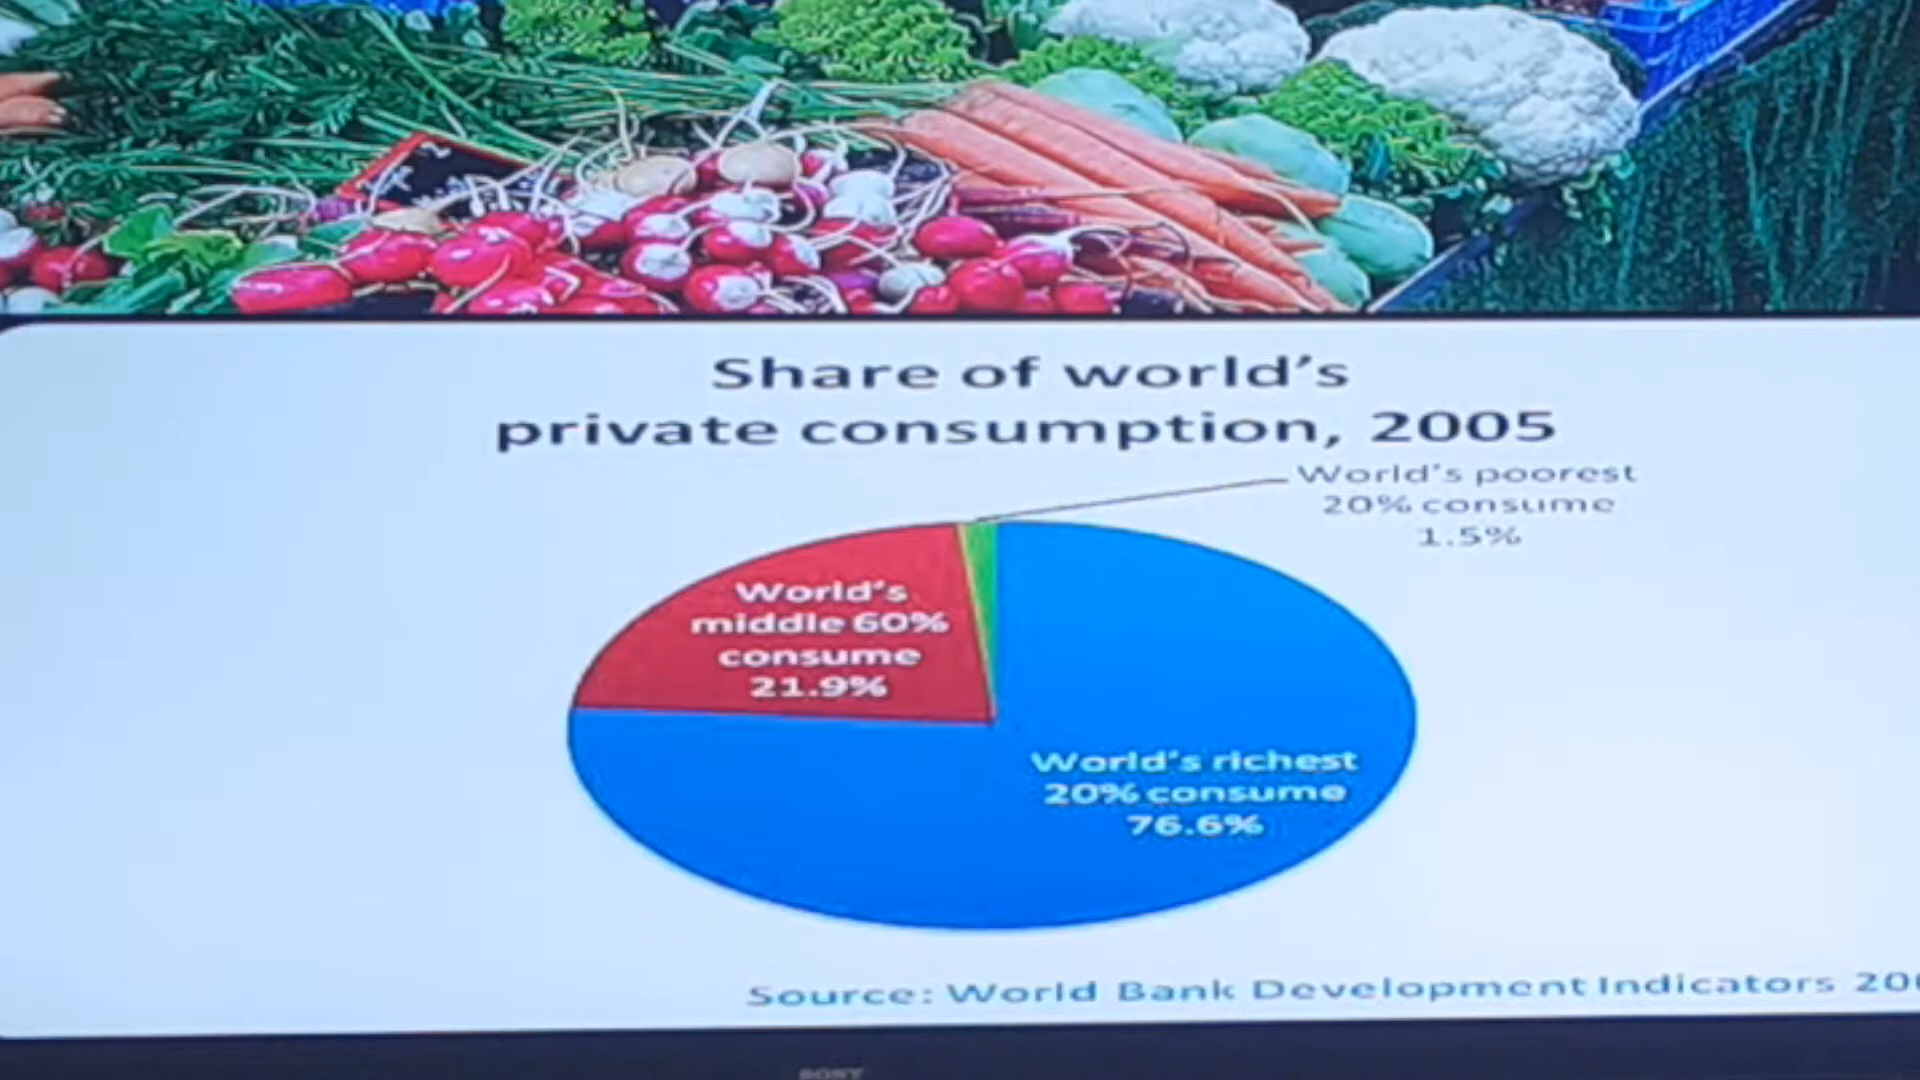 Share of world's
private consumption, 2005
World's poorest
20% consume
1.5%
World's
middle 60%
consume
21.9%
World's richest
20% consume
76.6%
Source: World Bank Development Indicators
SONY